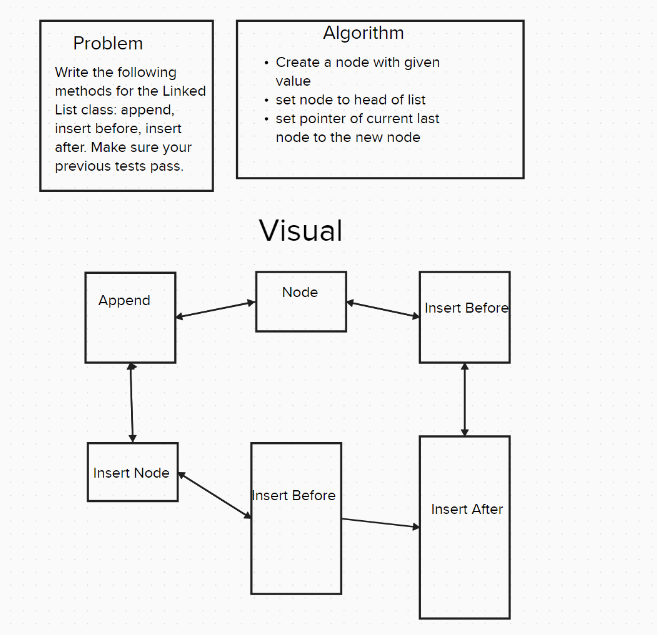 Problem
Write the following
methods for the Linked
List class: append,
insert before, insert
after. Make sure your
previous tests pass.
Algorithm
• Create a node with given
value
• set node to head of list
• set pointer of current last
node to the new node
Visual
Append
Node
Insert Before
Insert Node
Insert Before
Insert After